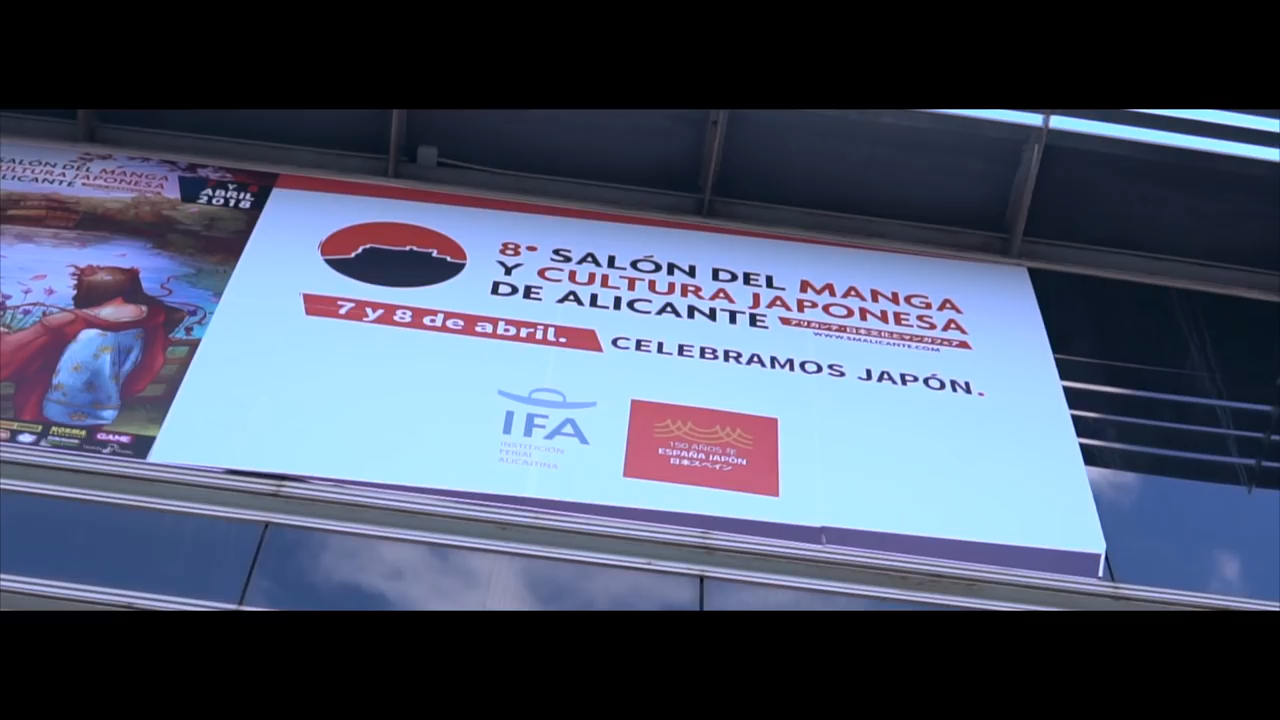 SALÓN DEL MANGA
CULTURA JAPONESA
ALICANTE
Y
ABRIL
2018
NORMA
GAME
8º SALÓN DEL MANGA
Y CULTURA JAPONESA
DE ALICANTE
アリカンテ・日本文化とマンガフェア
WWW.SMALICANTE.COM
7 y 8 de abril.
CELEBRAMOS JAPÓN.
IFA
INSTITUCIÓN
FERIAL
ALICANTINA
150 AÑOS 年
ESPAÑA JAPÓN
日本スペイン